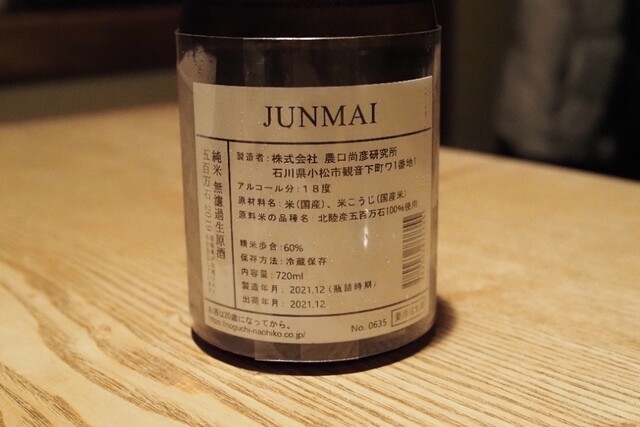 JUNMAI
純米 無濾過生原酒
五百万石 2019
製造者：株式会社 農口尚彦研究所
石川県小松市観音下町ワ1番地1
アルコール分：18度
原材料名：米(国産)、米こうじ(国産米)
原料米の品種名：北陸産五百万石100%使用
精米歩合：60%
保存方法：冷蔵保存
内容量：720ml
製造年月：2021.12 (瓶詰時期)
出荷年月：2021.12
お酒は20歳になってから。
https://noguchi-naohiko.co.jp/
No. 0635